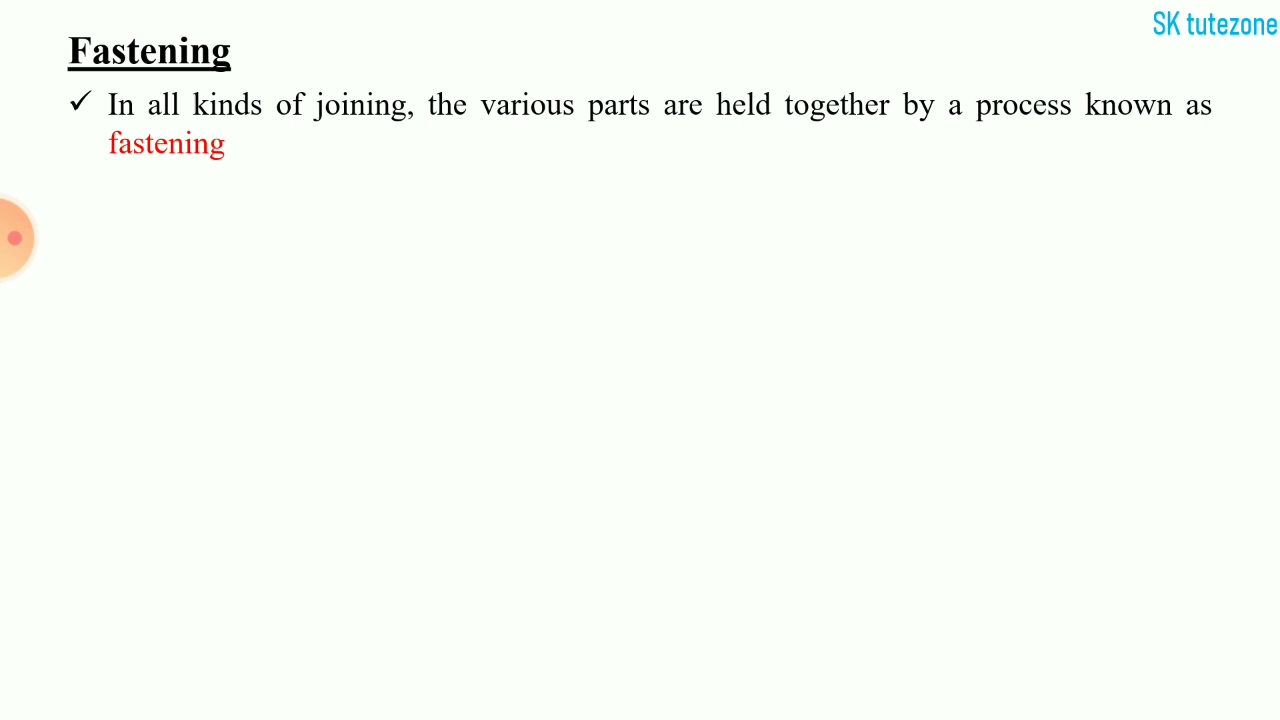 SK tutezone
Fastening
✓ In all kinds of joining, the various parts are held together by a process known as
fastening